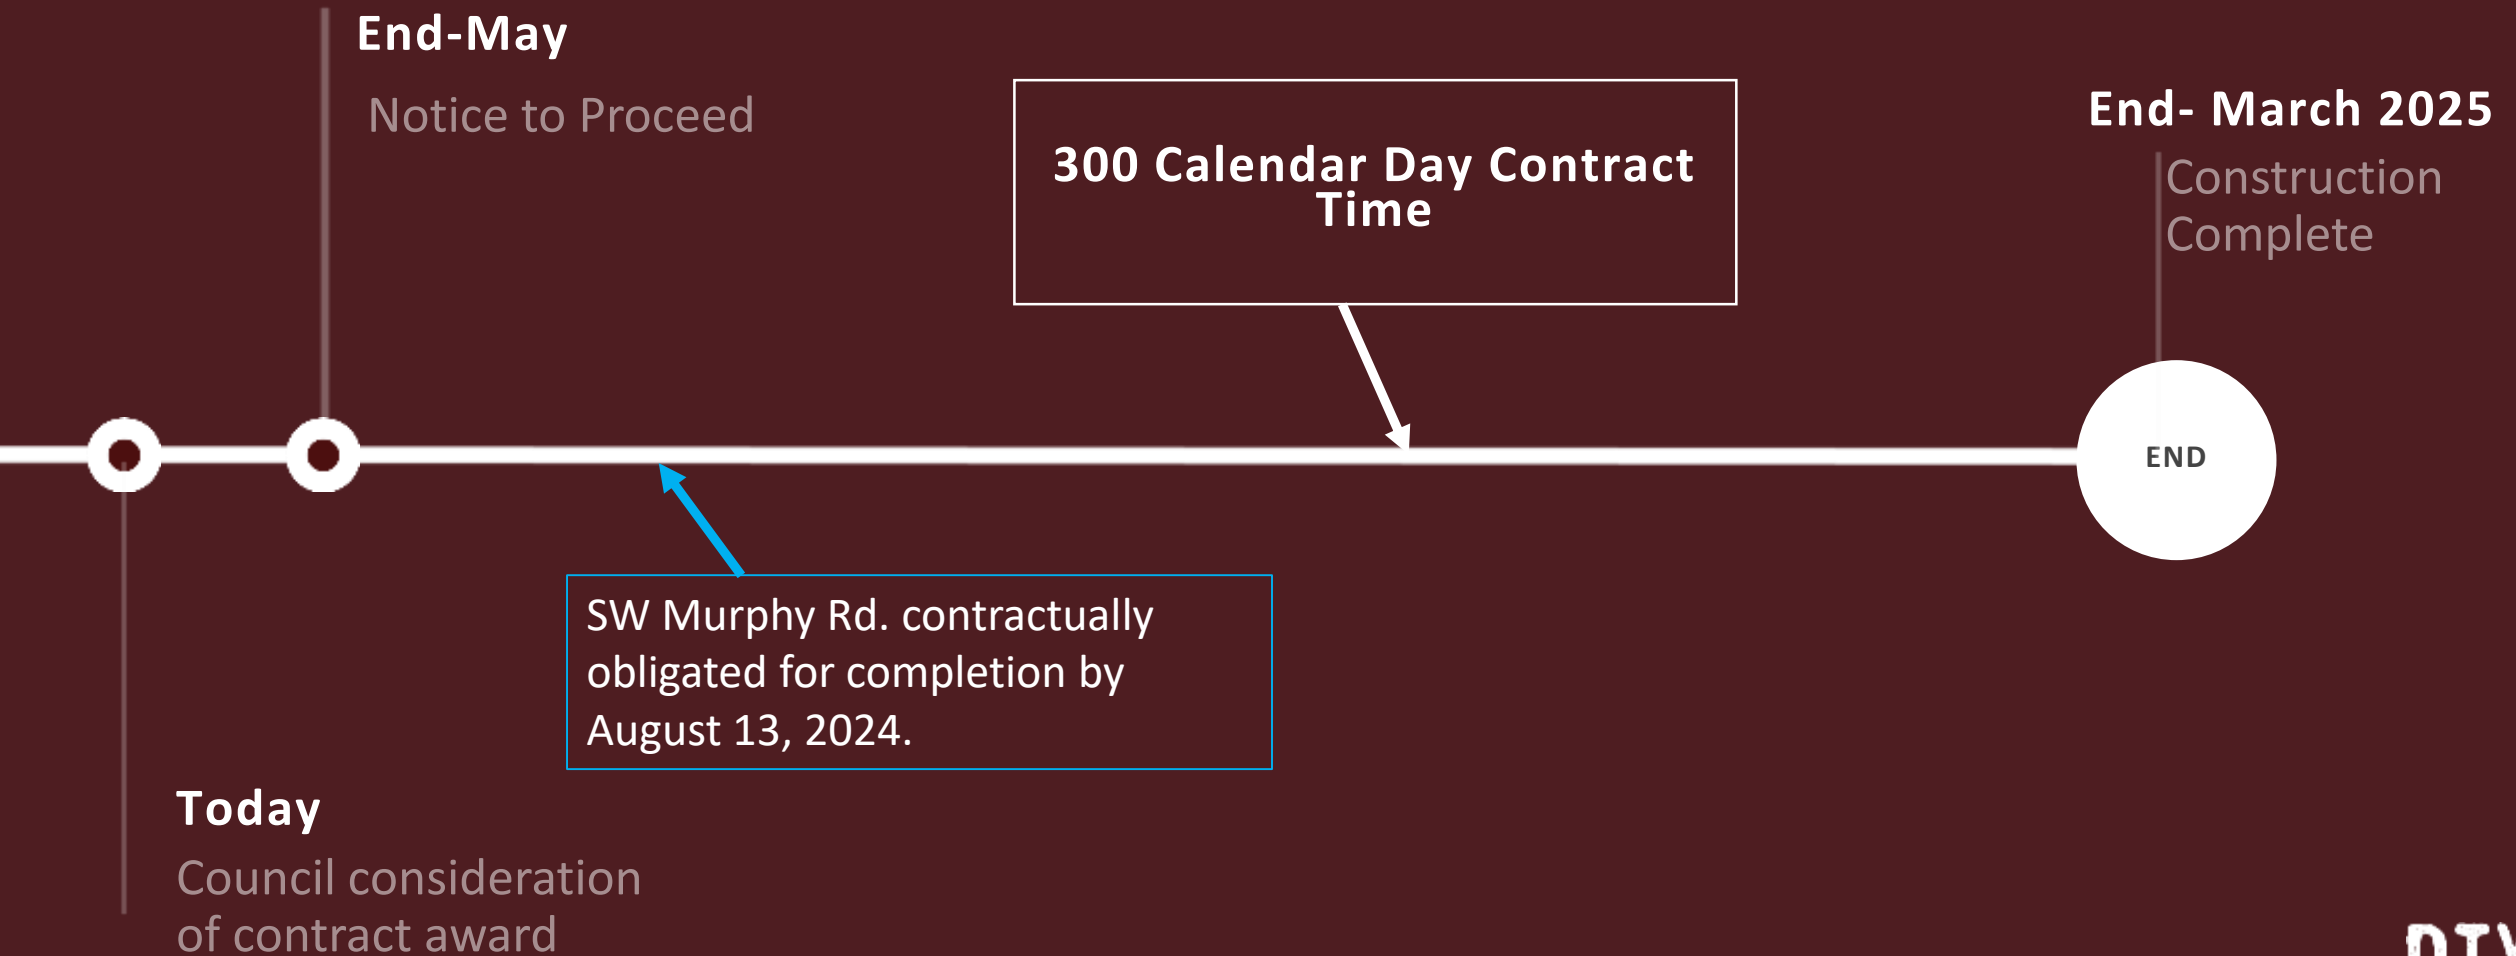 End-May
Notice to Proceed
300 Calendar Day Contract
Time
End- March 2025
Construction
Complete
END
SW Murphy Rd. contractually
obligated for completion by
August 13, 2024.
Today
Council consideration
of contract award